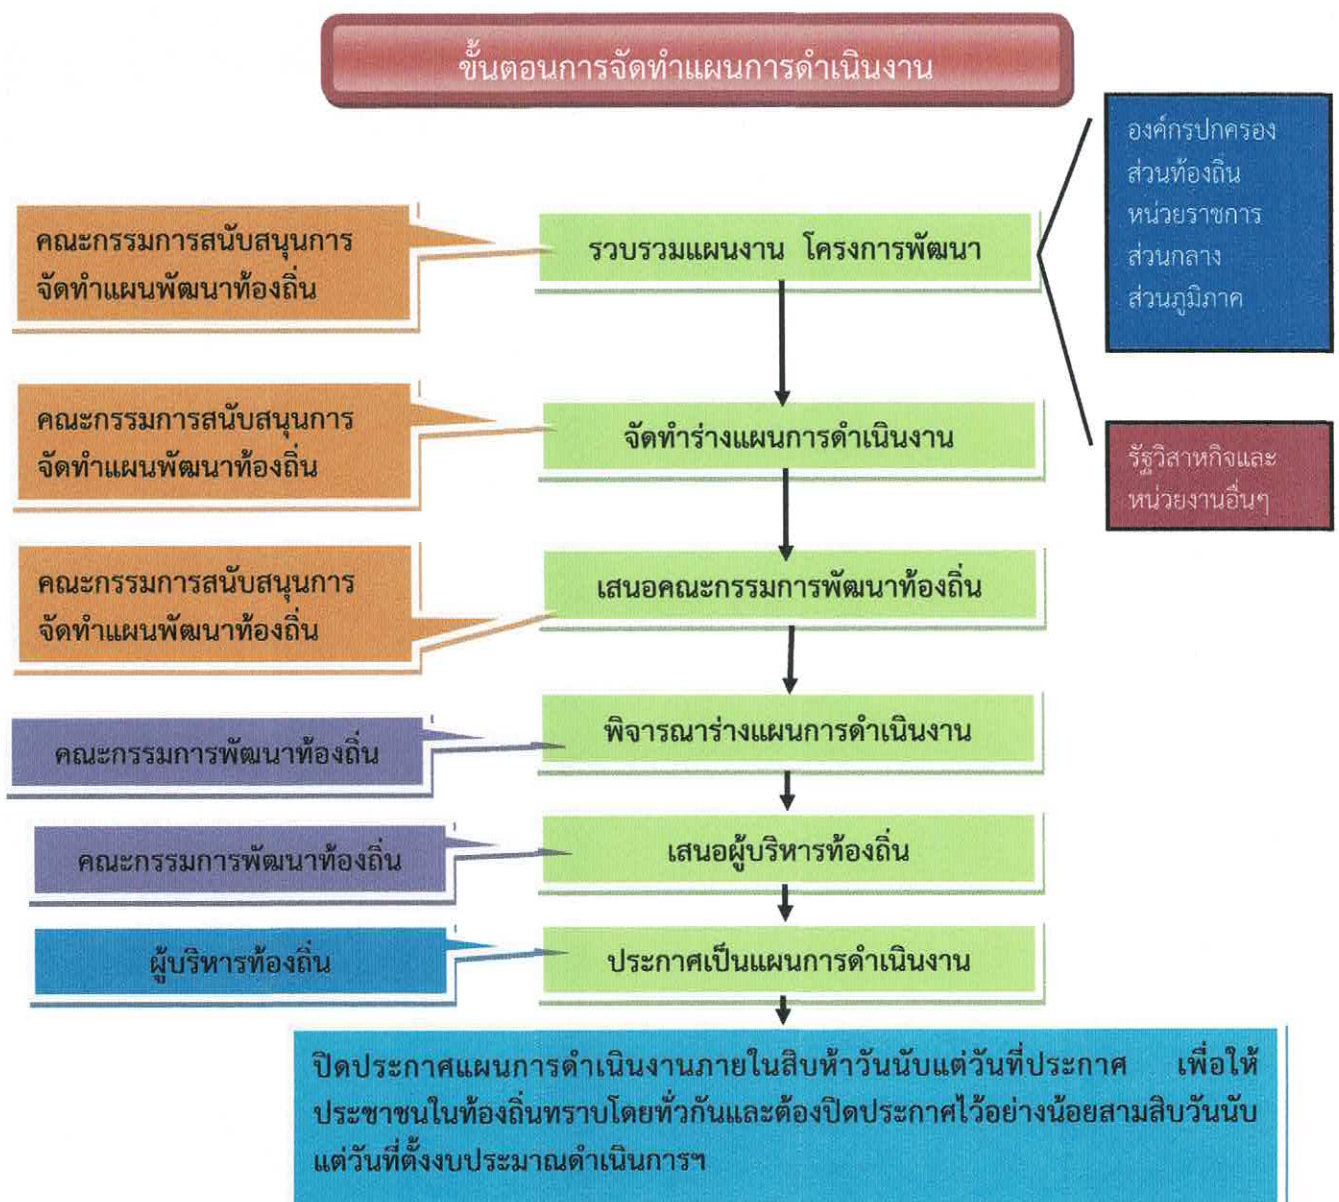 ขั้นตอนการจัดทำแผนการดำเนินงาน
องค์กรปกครอง
ส่วนท้องถิ่น
หน่วยราชการ
ส่วนกลาง
ส่วนภูมิภาค
คณะกรรมการสนับสนุนการ
จัดทำแผนพัฒนาท้องถิ่น
รวบรวมแผนงาน โครงการพัฒนา
คณะกรรมการสนับสนุนการ
จัดทำแผนพัฒนาท้องถิ่น
จัดทำร่างแผนการดำเนินงาน
รัฐวิสาหกิจและ
หน่วยงานอื่นๆ
คณะกรรมการสนับสนุนการ
จัดทำแผนพัฒนาท้องถิ่น
เสนอคณะกรรมการพัฒนาท้องถิ่น
คณะกรรมการพัฒนาท้องถิ่น
พิจารณาร่างแผนการดำเนินงาน
คณะกรรมการพัฒนาท้องถิ่น
เสนอผู้บริหารท้องถิ่น
ผู้บริหารท้องถิ่น
ประกาศเป็นแผนการดำเนินงาน
ปิดประกาศแผนการดำเนินงานภายในสิบห้าวันนับแต่วันที่ประกาศ เพื่อให้
ประชาชนในท้องถิ่นทราบโดยทั่วกันและต้องปิดประกาศไว้อย่างน้อยสามสิบวันนับ
แต่วันที่ตั้งงบประมาณดำเนินการฯ